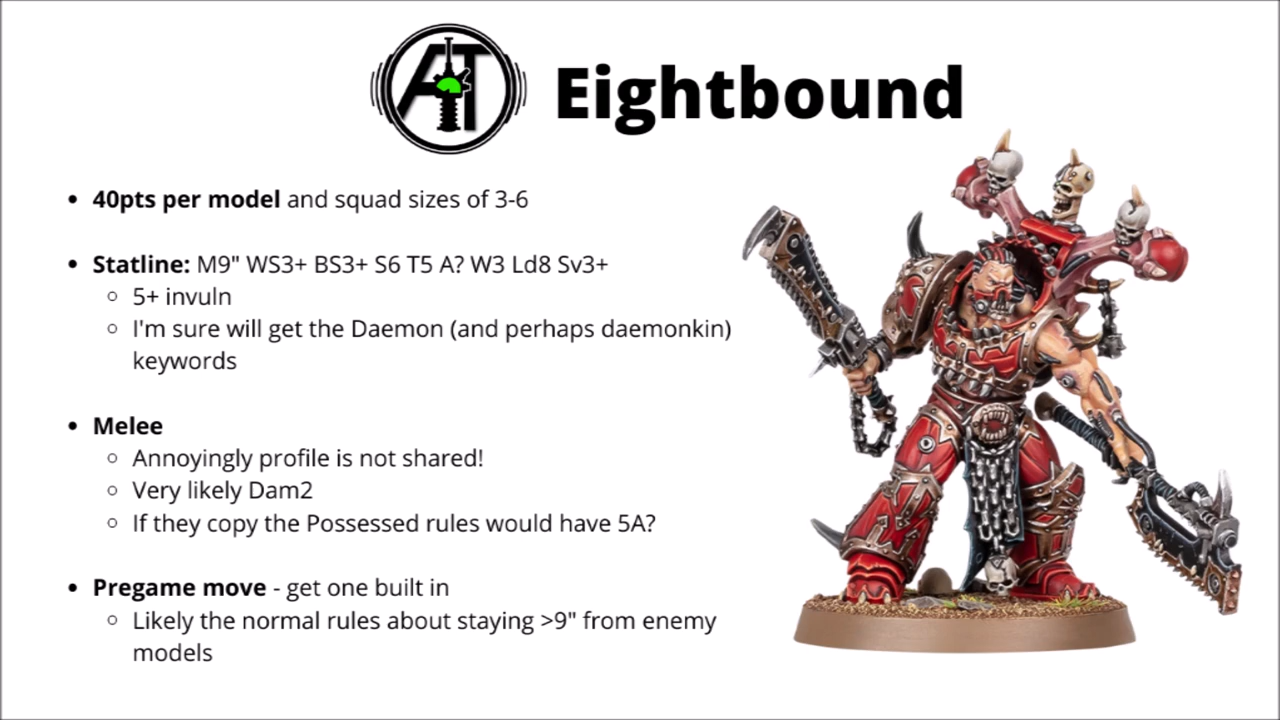 AT
Eightbound
• 40pts per model and squad sizes of 3-6
• Statline: M9" WS3+ BS3+ S6 T5 A? W3 Ld8 Sv3+
○ 5+ invuln
○ I'm sure will get the Daemon (and perhaps daemonkin)
keywords
• Melee
○ Annoyingly profile is not shared!
○ Very likely Dam2
○ If they copy the Possessed rules would have 5A?
• Pregame move - get one built in
○ Likely the normal rules about staying >9" from enemy
models